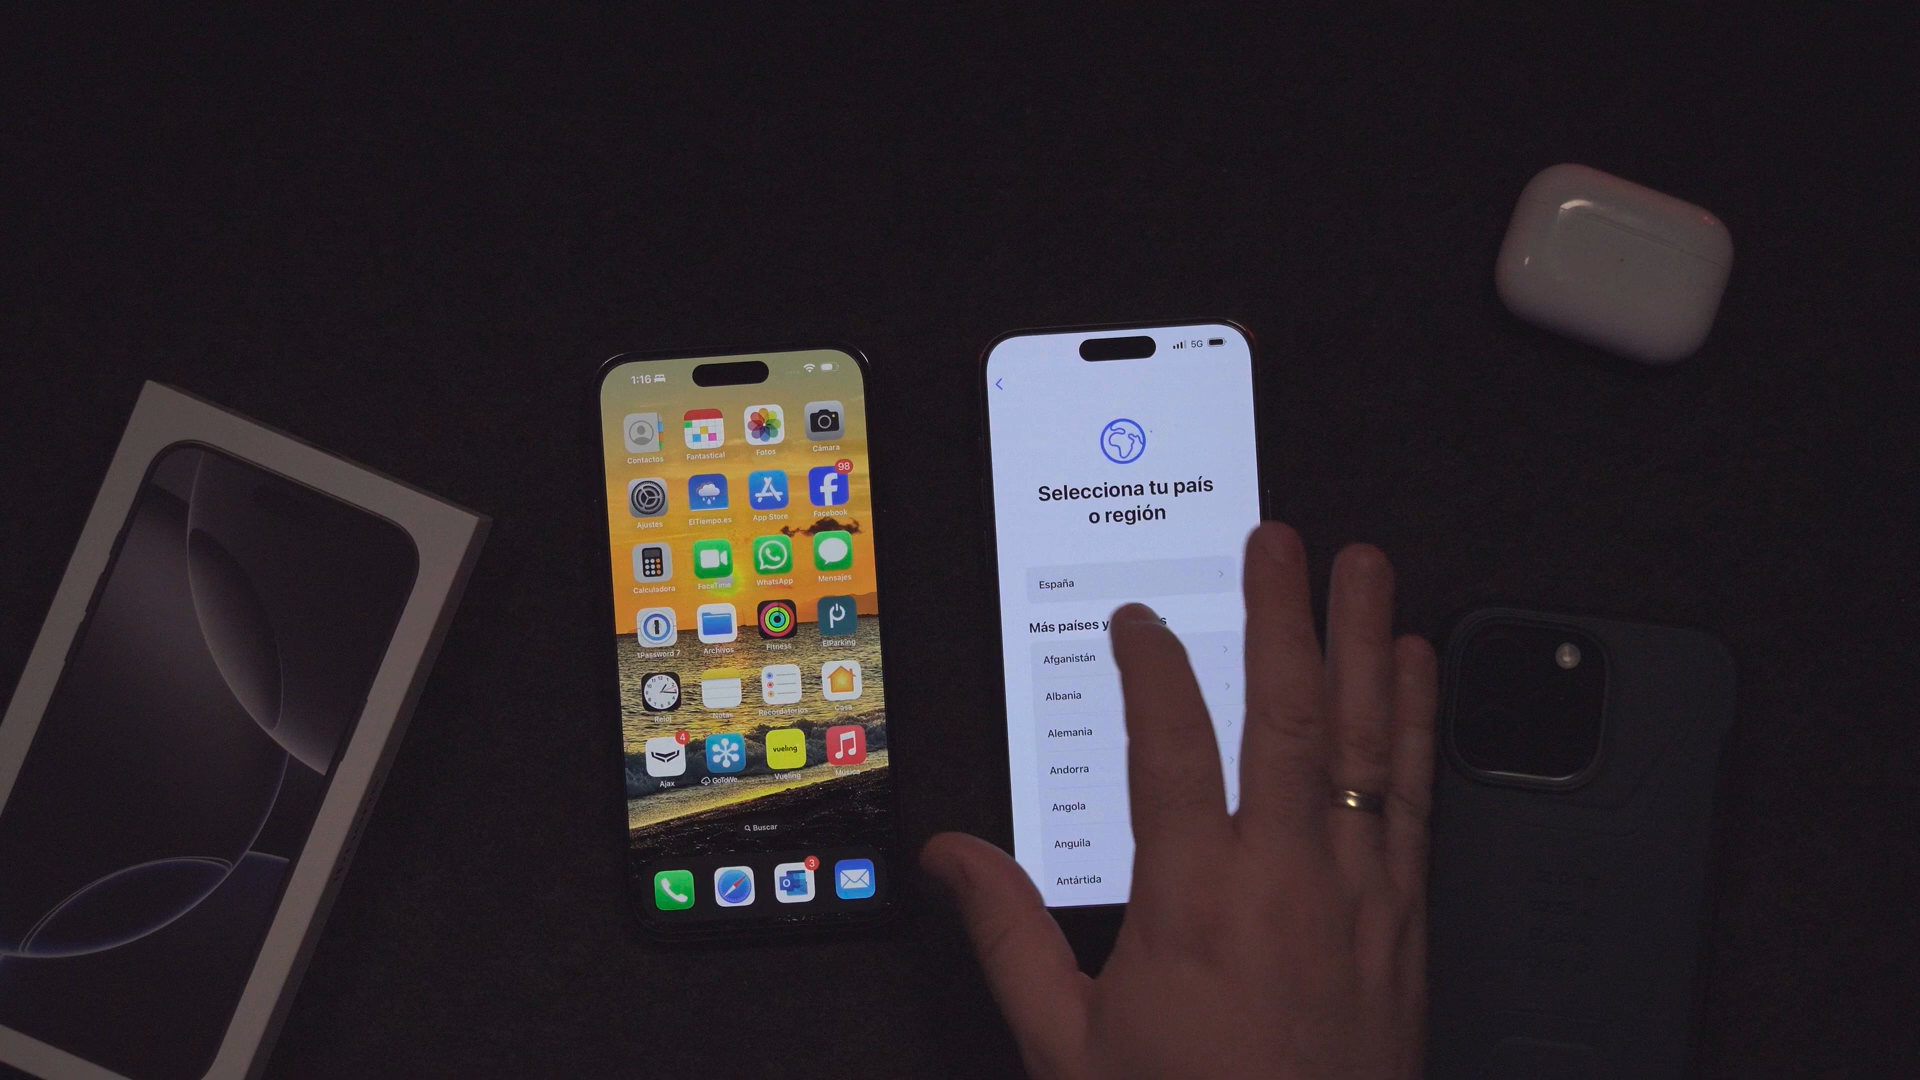 1:16
Contactos
Fantastical
Fotos
Cámara
98
Ajustes
ElTiempo.es
App Store
Facebook
Calculadora
FaceTime
WhatsApp
Mensajes
1Password 7
Archivos
Fitness
ElParking
Reloj
Notas
Recordatorios
Casa
4
vueling
Ajax
GoToWe...
Vueling
Música
Buscar
3
5G
Selecciona tu país
o región
España
Más países y
Afganistán
Albania
Alemania
Andorra
Angola
Anguila
Antártida